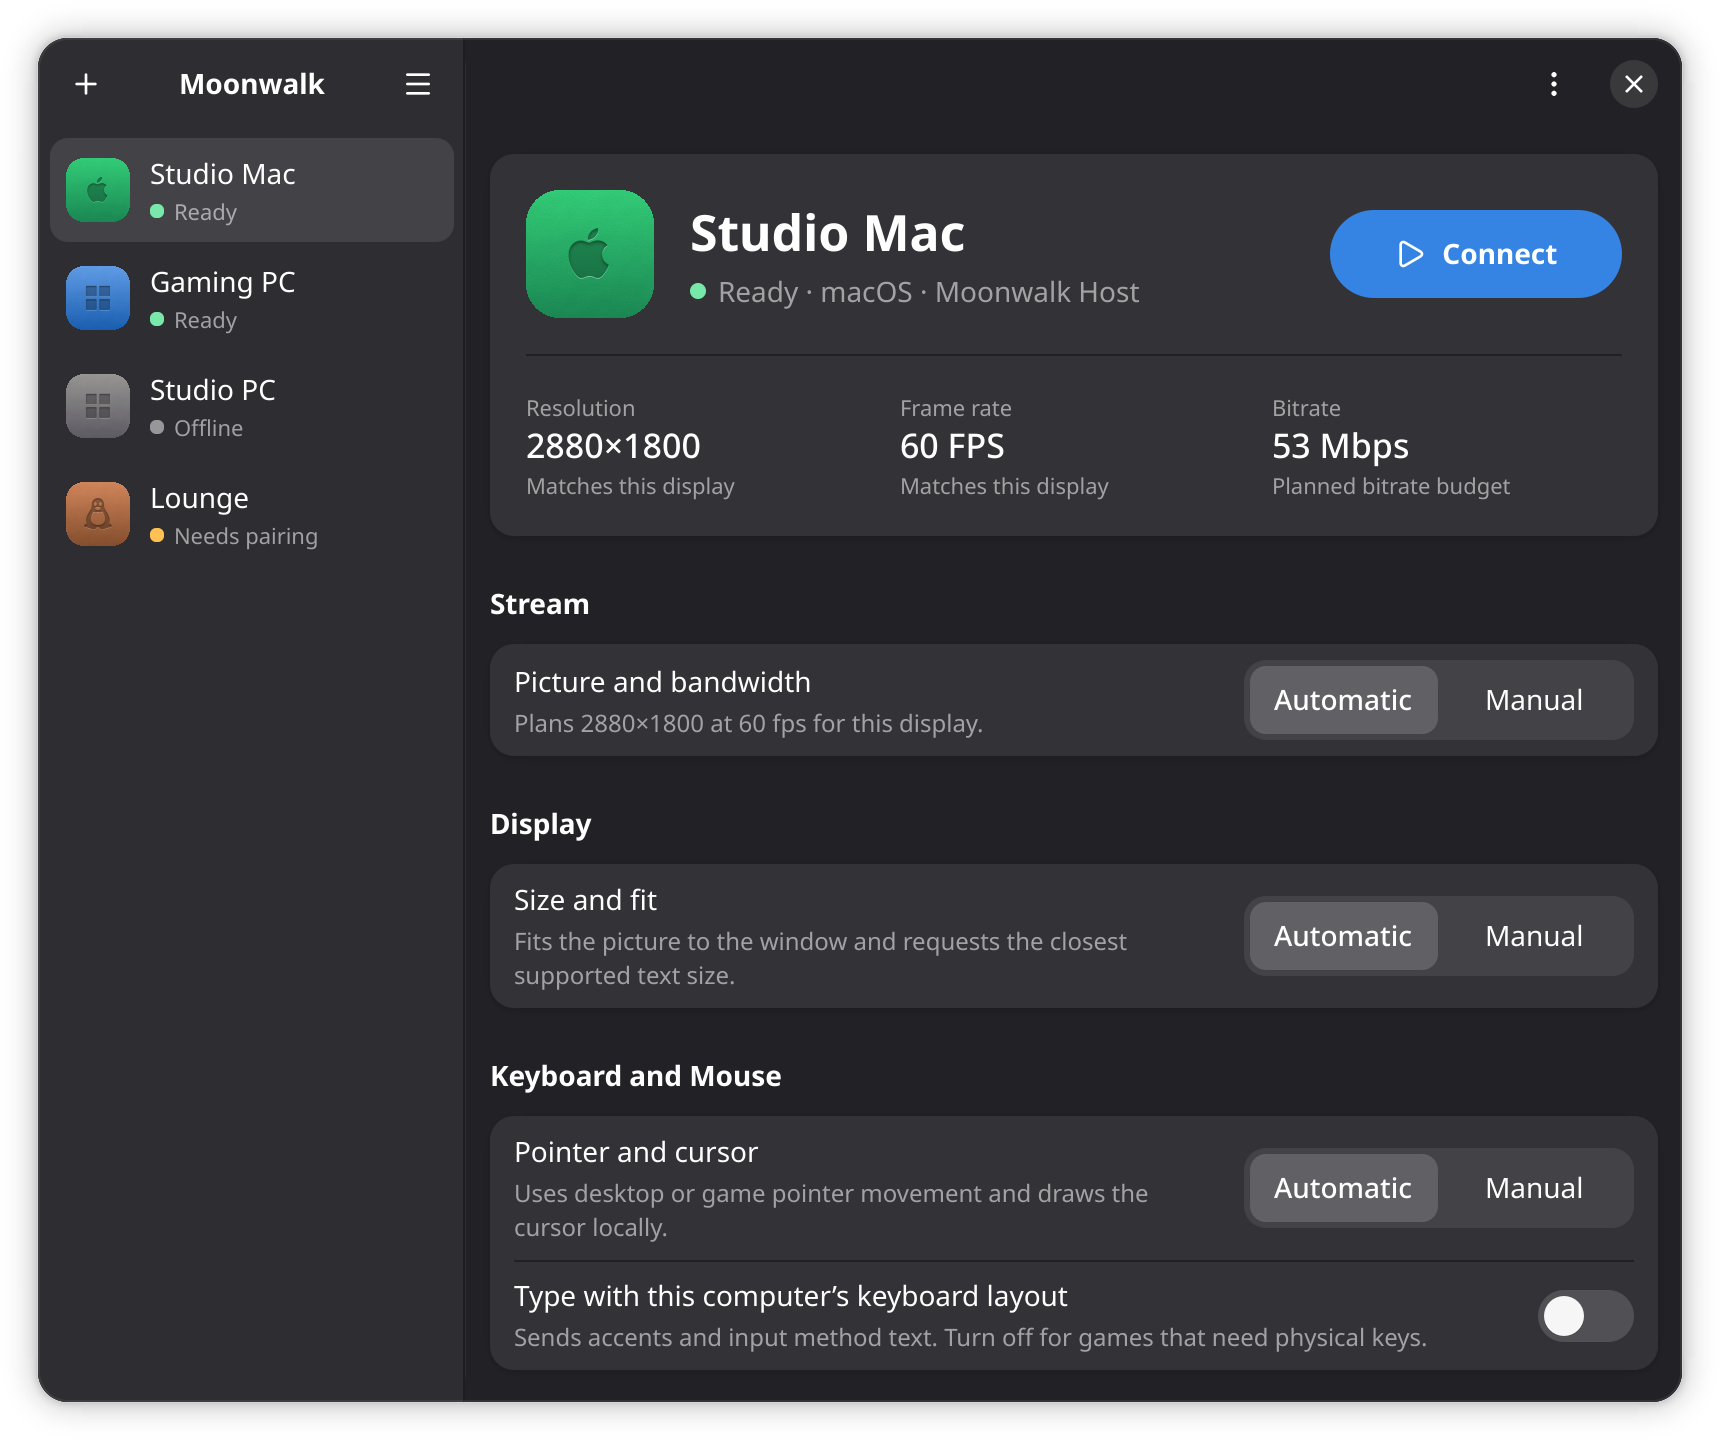 Moonwalk
Studio Mac
Ready
Gaming PC
Ready
Studio PC
Offline
Lounge
Needs pairing
Studio Mac
Ready · macOS · Moonwalk Host
Connect
Resolution
2880×1800
Matches this display
Frame rate
60 FPS
Matches this display
Bitrate
53 Mbps
Planned bitrate budget
Stream
Picture and bandwidth
Plans 2880×1800 at 60 fps for this display.
Automatic
Manual
Display
Size and fit
Fits the picture to the window and requests the closest
supported text size.
Automatic
Manual
Keyboard and Mouse
Pointer and cursor
Uses desktop or game pointer movement and draws the
cursor locally.
Automatic
Manual
Type with this computer’s keyboard layout
Sends accents and input method text. Turn off for games that need physical keys.